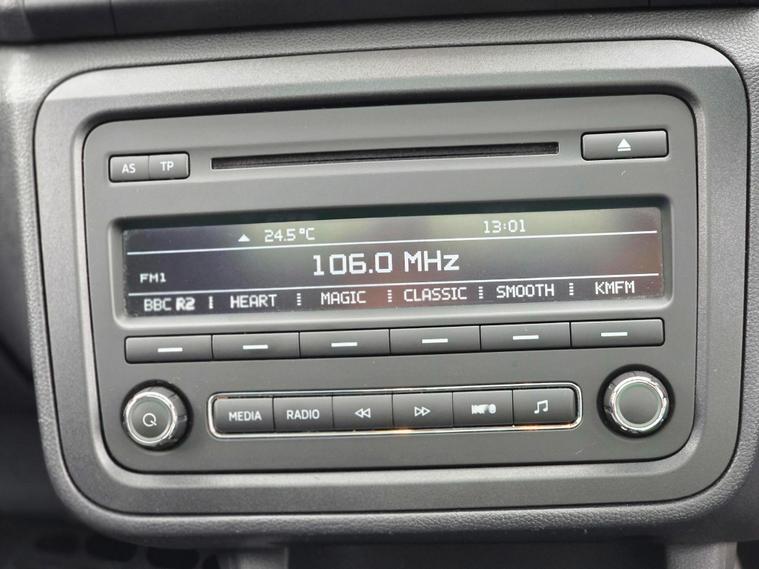 AS TP
24.5°C 13:01
106.0 MHz
FM1
BBC R2 HEART MAGIC CLASSIC SMOOTH KMFM
MEDIA RADIO INFO